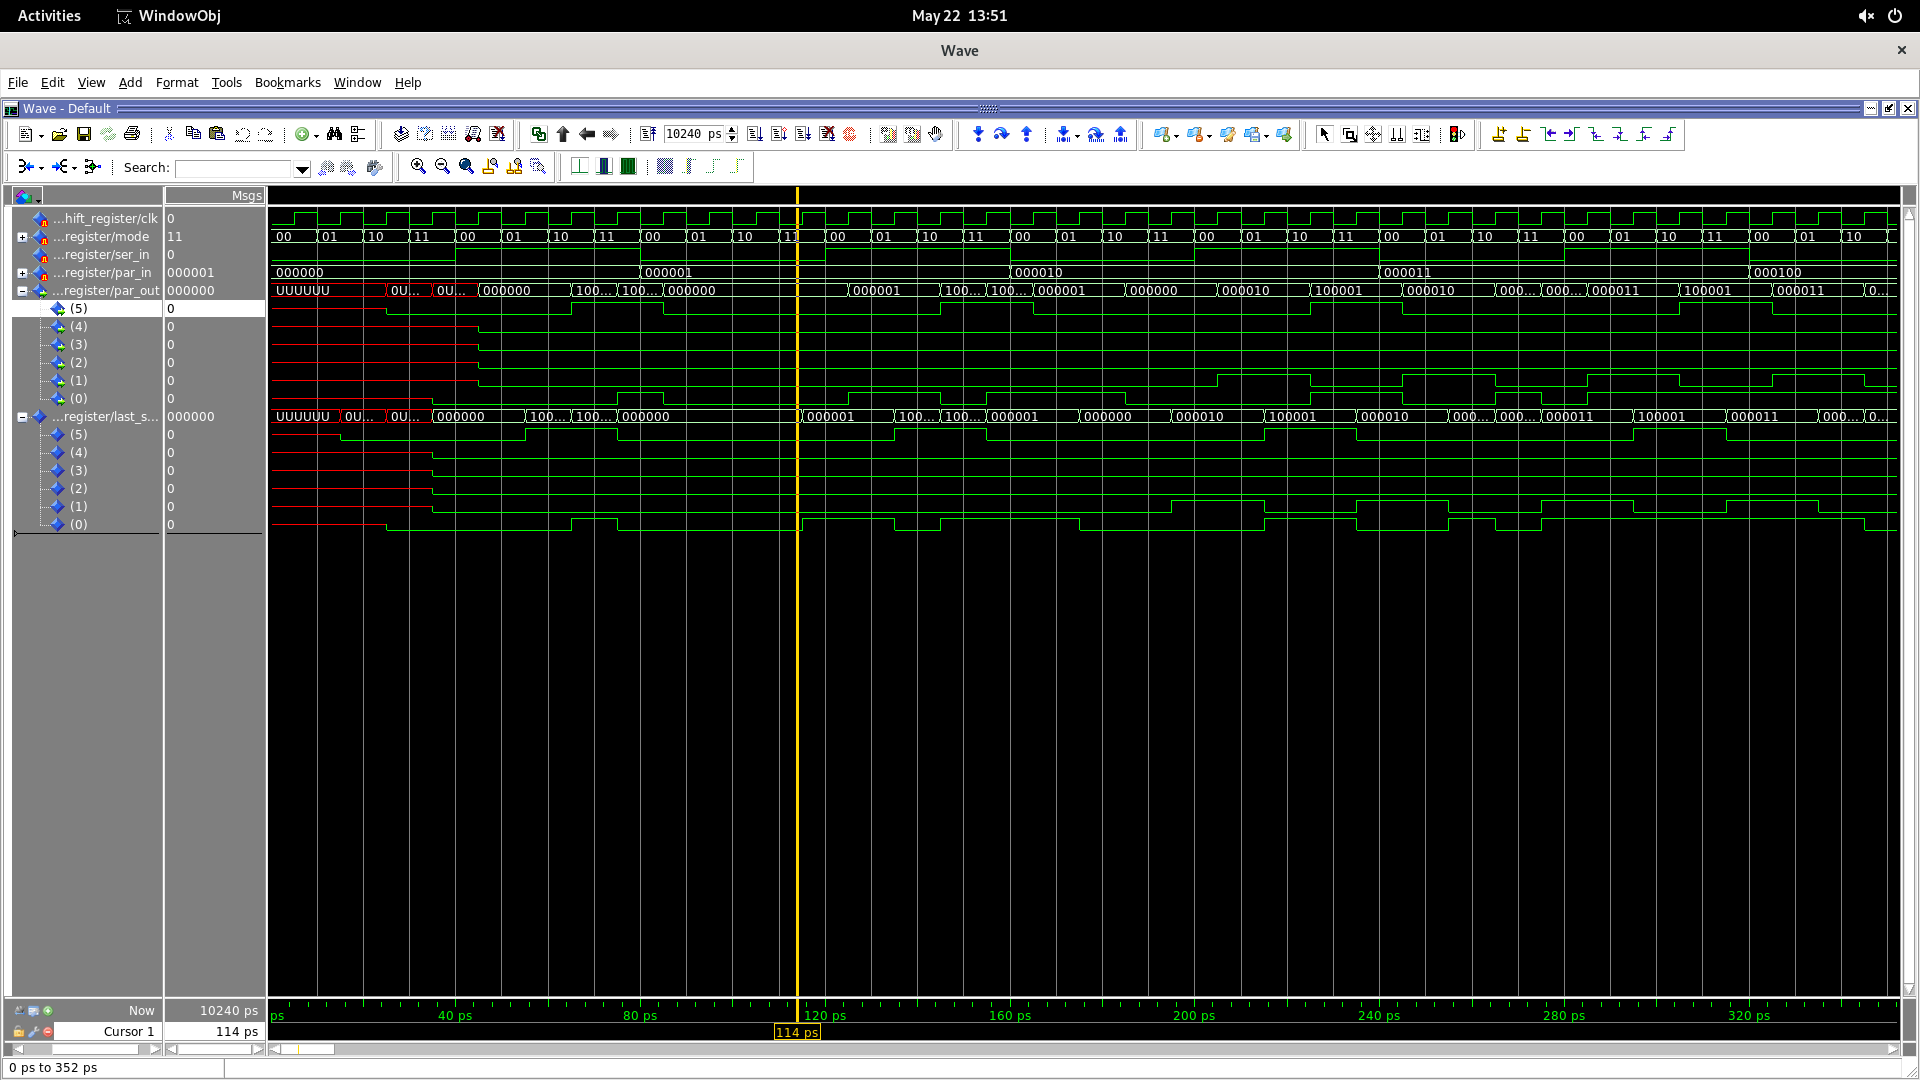 Activities WindowObj May 22 13:51
Wave
File Edit View Add Format Tools Bookmarks Window Help
Wave - Default
10240 ps
Search:
Msgs
...hift_register/clk 0
...register/mode 11 00 01 10 11 00 01 10 11 00 01 10 11 00 01 10 11 00 01 10 11 00 01 10 11 00 01 10 11 00 01 10 11 00 01 10
...register/ser_in 0
...register/par_in 000001 000000 000001 000010 000011 000100
...register/par_out 000000 UUUUUU 0U... 0U... 000000 100... 100... 000000 000001 100... 100... 000001 000000 000010 100001 000010 000... 000... 000011 100001 000011 0...
(5) 0
(4) 0
(3) 0
(2) 0
(1) 0
(0) 0
...register/last_s... 000000 UUUUUU 0U... 0U... 000000 100... 100... 000000 000001 100... 100... 000001 000000 000010 100001 000010 000... 000... 000011 100001 000011 000... 0...
(5) 0
(4) 0
(3) 0
(2) 0
(1) 0
(0) 0
Now 10240 ps ps 40 ps 80 ps 120 ps 160 ps 200 ps 240 ps 280 ps 320 ps
Cursor 1 114 ps 114 ps
0 ps to 352 ps